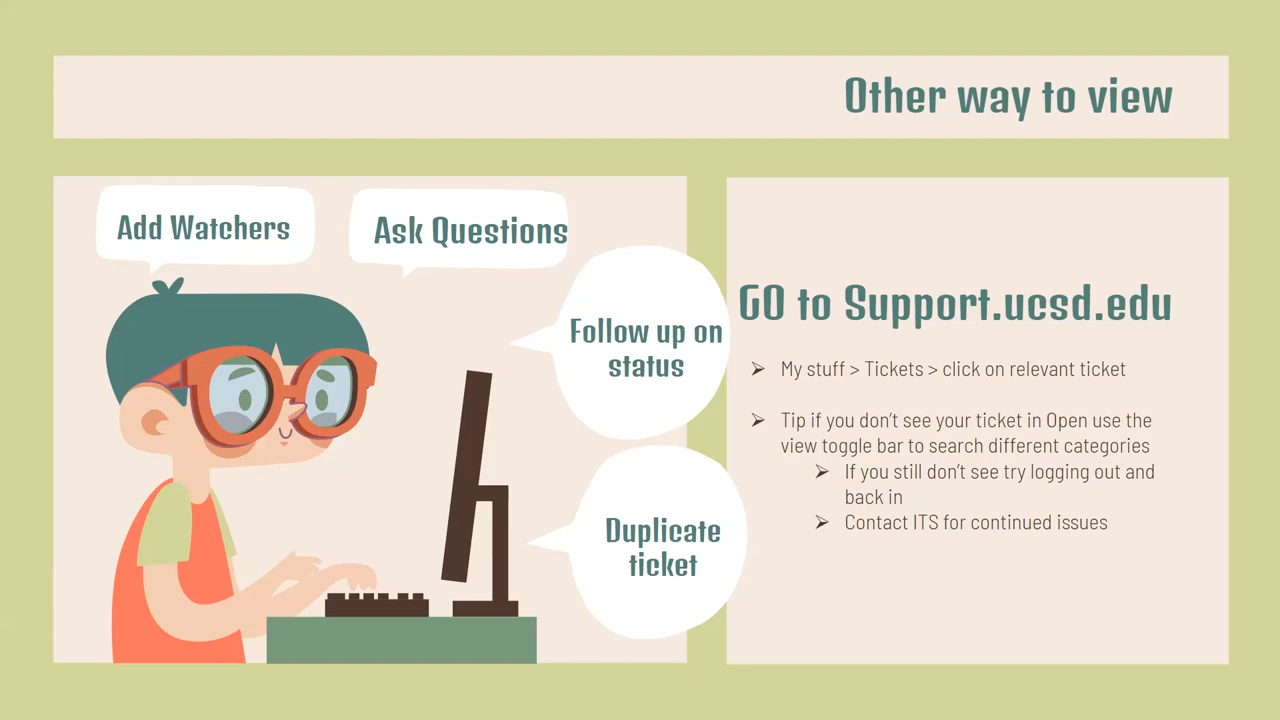 Other way to view
Add Watchers
Ask Questions
Follow up on
status
Duplicate
ticket
GO to Support.ucsd.edu
➢ My stuff > Tickets > click on relevant ticket
➢ Tip if you don't see your ticket in Open use the
view toggle bar to search different categories
➢ If you still don't see try logging out and
back in
➢ Contact ITS for continued issues